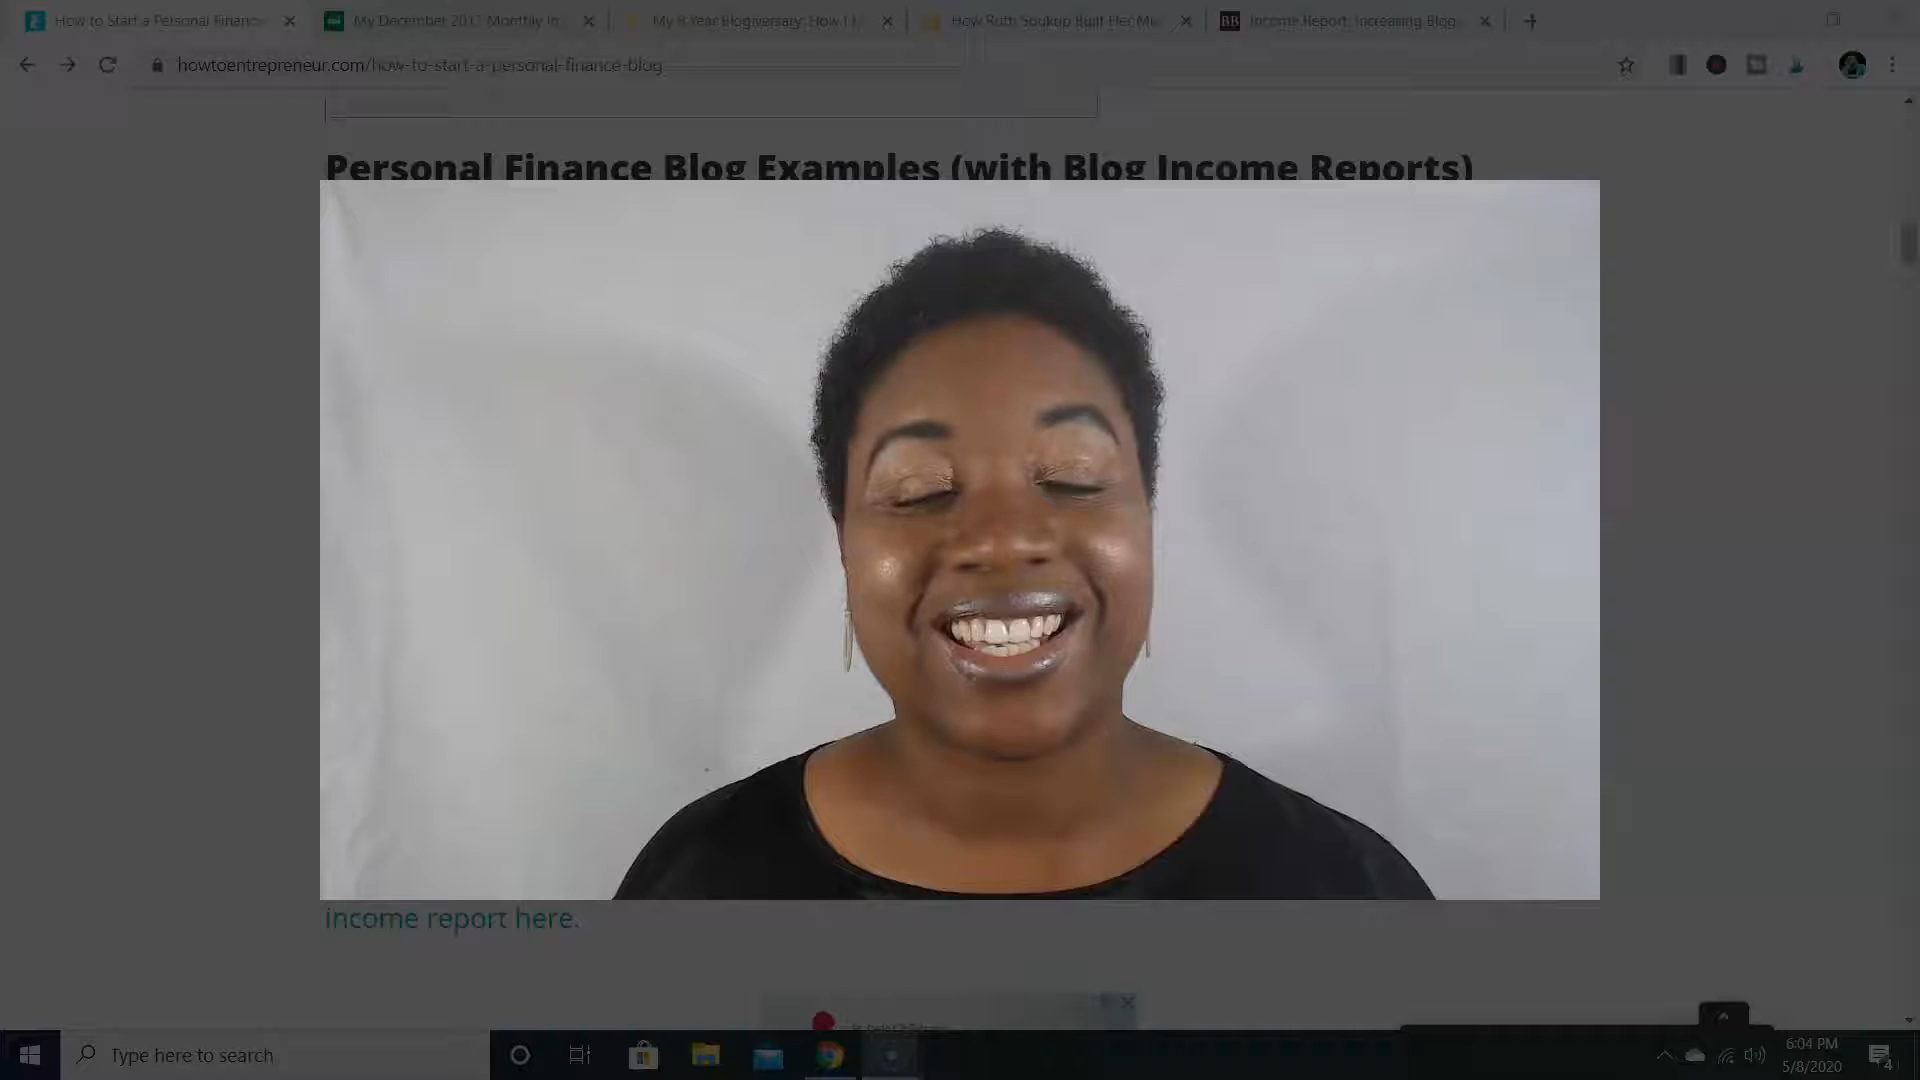 How to Start a Personal Finance
My December 2017 Monthly In
My 8 Year Blogiversary: How I
How Ruth Soukup Built Her
BB Income Report: Increasing Blog
howtoentrepreneur.com/how-to-start-a-personal-finance-blog
Personal Finance Blog Examples (with Blog Income Reports)
income report here.
Type here to search
6:04 PM
5/8/2020
4